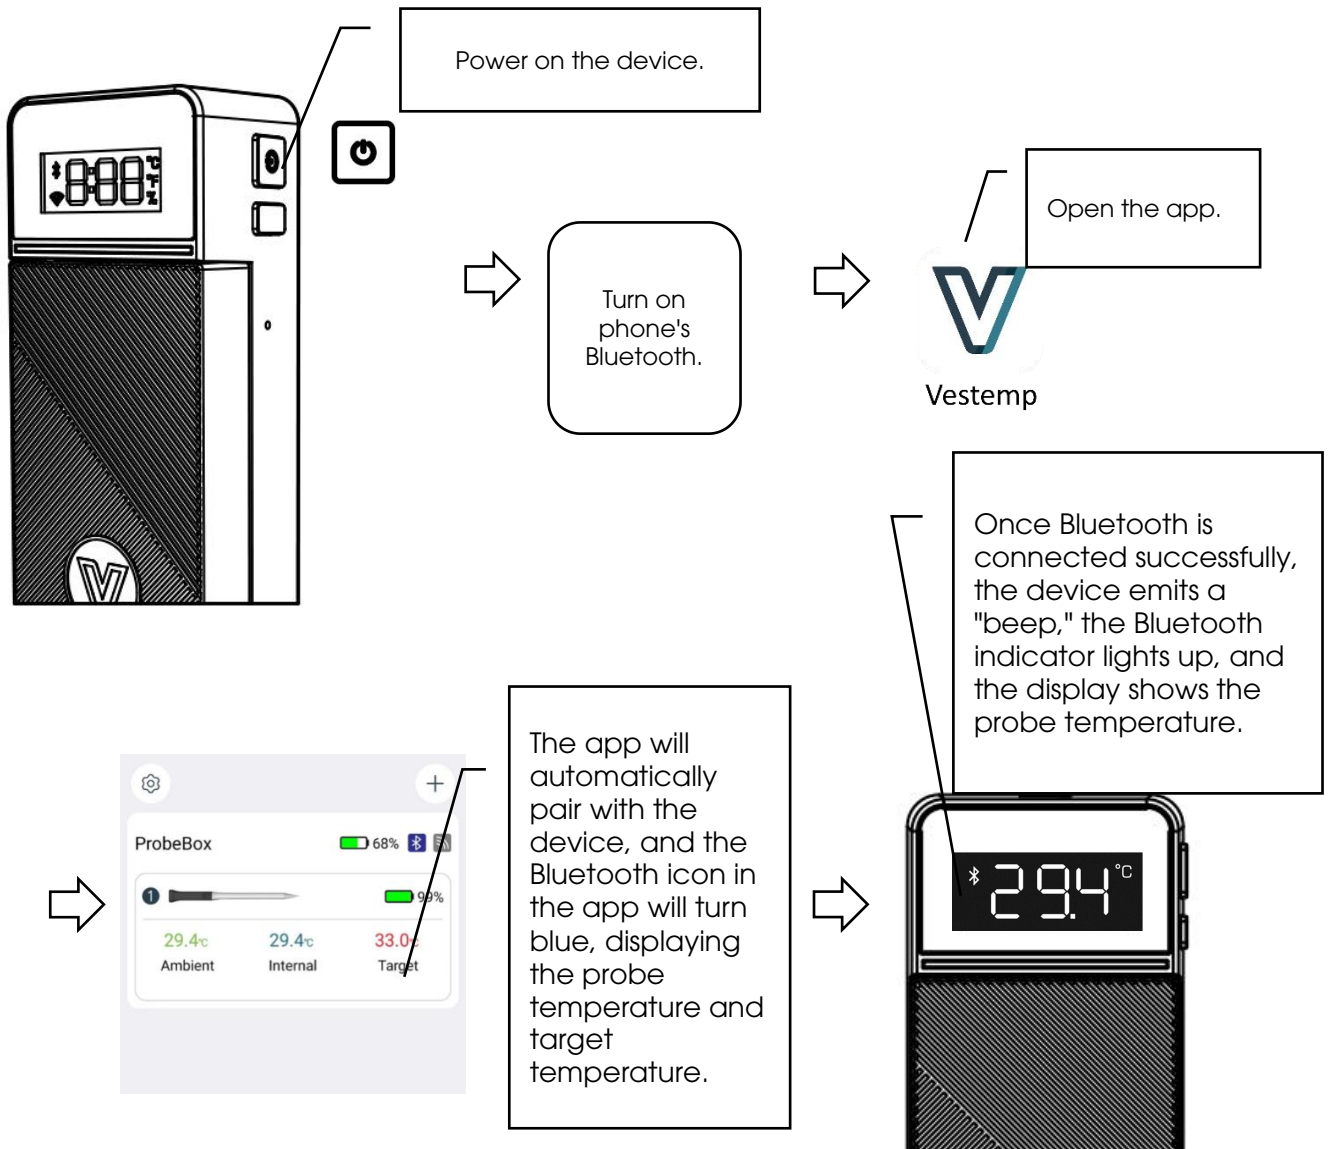 Power on the device.
8:88
°C
°F
Turn on
phone's
Bluetooth.
Open the app.
V
Vestemp
Once Bluetooth is
connected successfully,
the device emits a
"beep," the Bluetooth
indicator lights up, and
the display shows the
probe temperature.
ProbeBox
68%
1
99%
29.4℃
29.4℃
33.0℃
Ambient
Internal
Target
The app will
automatically
pair with the
device, and the
Bluetooth icon in
the app will turn
blue, displaying
the probe
temperature and
target
temperature.
29.4 °C
V